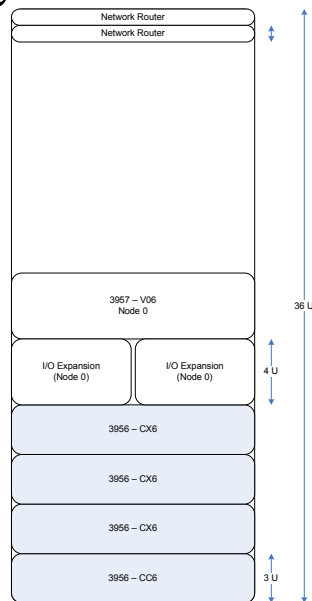 Network Router
Network Router
3957 – V06
Node 0
36 U
I/O Expansion
(Node 0)
I/O Expansion
(Node 0)
4 U
3956 – CX6
3956 – CX6
3956 – CX6
3956 – CC6
3 U